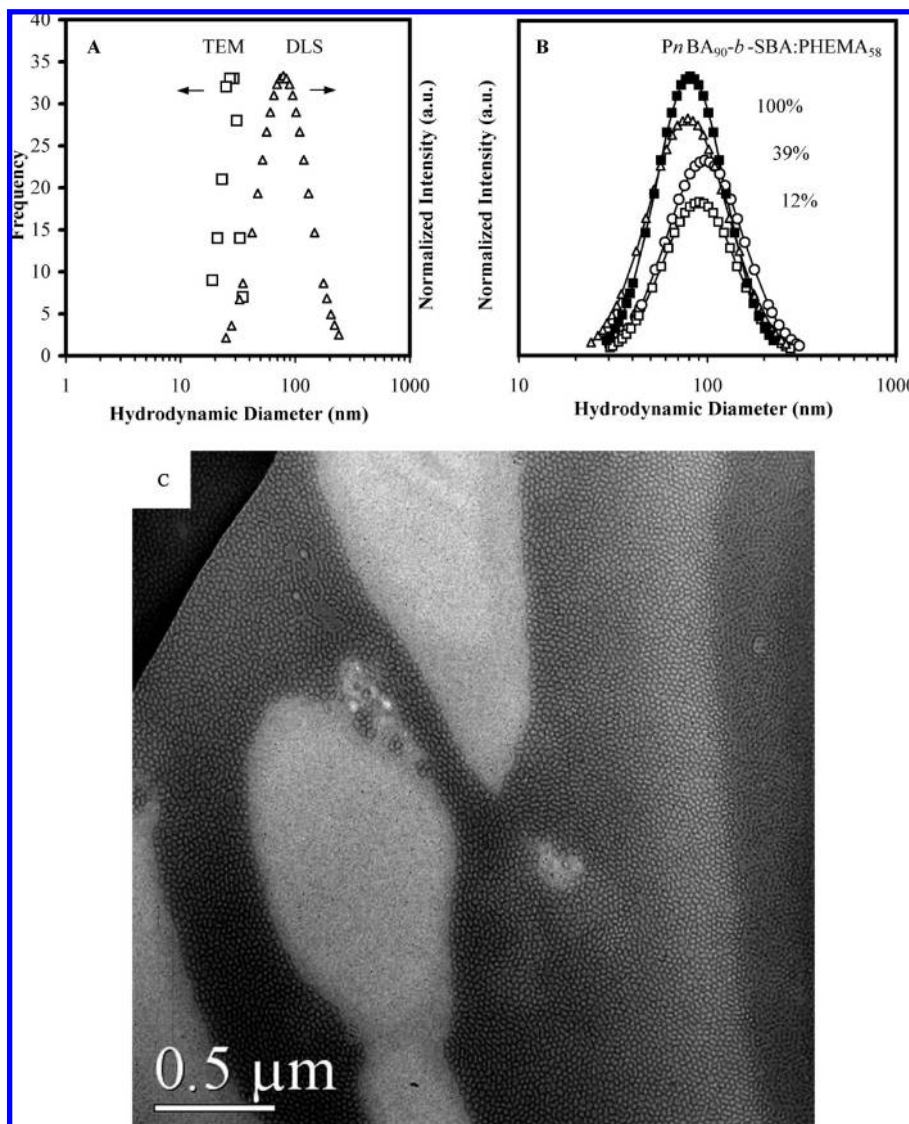 A TEM DLS
40
35
30
25
20
15
10
5
0
Frequency
Normalized Intensity (a.u.)
1 10 100 1000
Hydrodynamic Diameter (nm)
B PnBA90-b-SBA:PHEMA58
100%
39%
12%
Normalized Intensity (a.u.)
10 100 1000
Hydrodynamic Diameter (nm)
C
0.5 μm